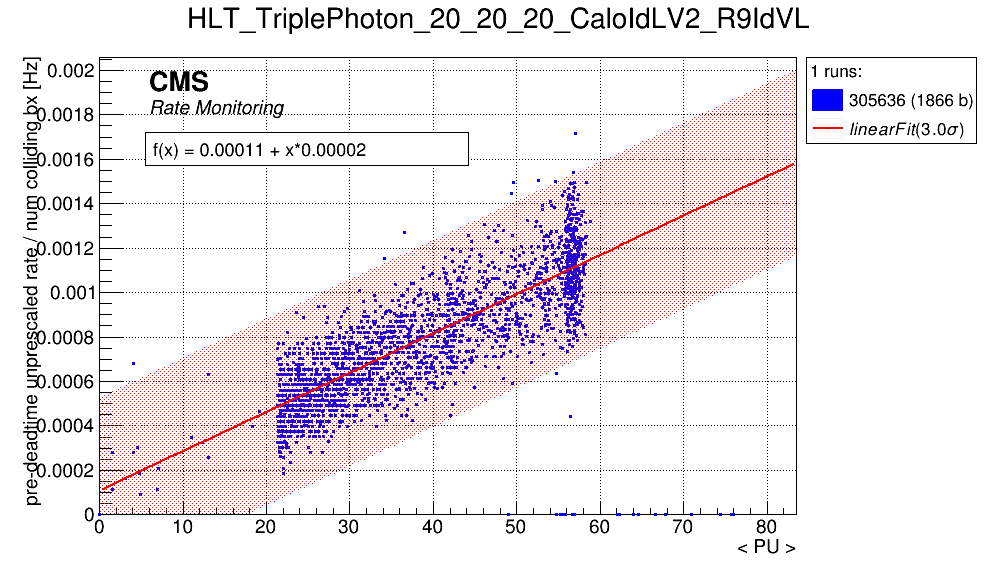 HLT_TriplePhoton_20_20_20_CaloIdLV2_R9IdVL
pre-deadtime unprescaled rate / num colliding bx [Hz]
0.002
0.0018
0.0016
0.0014
0.0012
0.001
0.0008
0.0006
0.0004
0.0002
0
CMS
Rate Monitoring
f(x) = 0.00011 + x*0.00002
1 runs:
305636 (1866 b)
linearFit(3.0σ)
0 10 20 30 40 50 60 70 80
< PU >